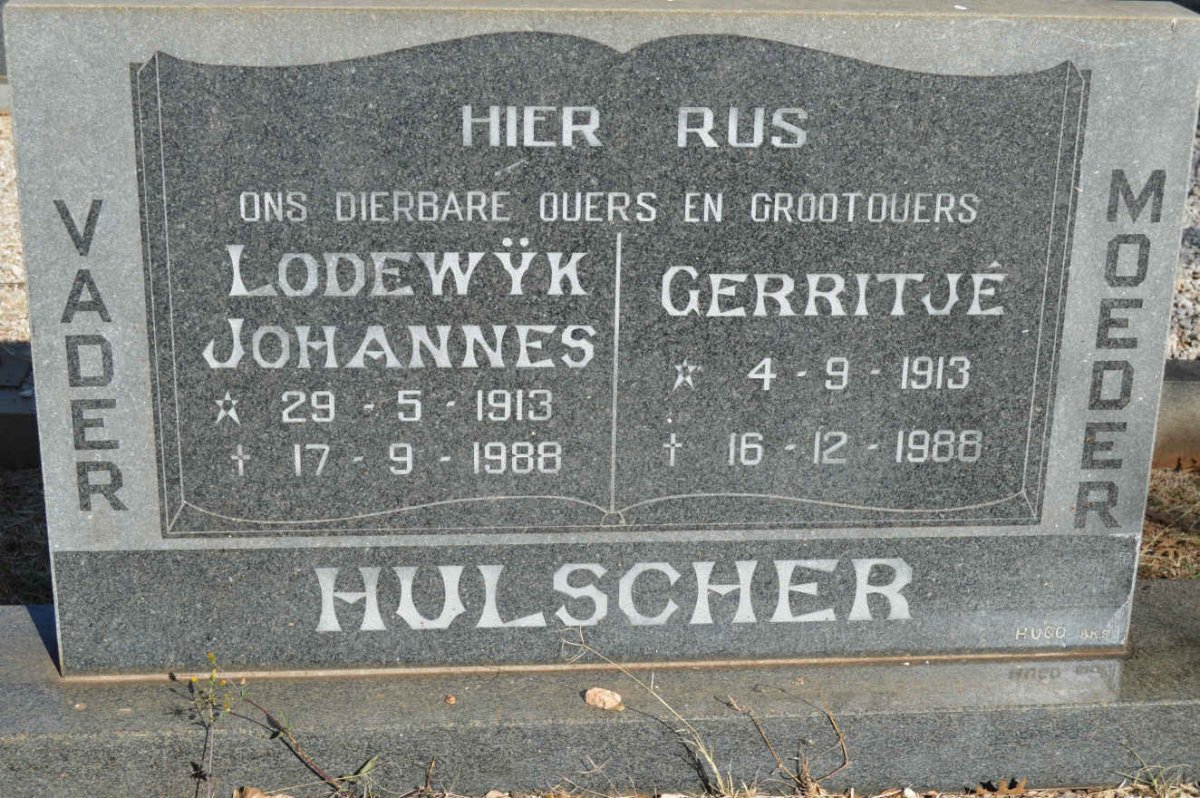 HIER RUS
ONS DIERBARE OUERS EN GROOTOUERS
VADER
LODEWŸK
JOHANNES
29 - 5 - 1913
† 17 - 9 - 1988
GERRITJÉ
4 - 9 - 1913
† 16 - 12 - 1988
MOEDER
HULSCHER
HUGO